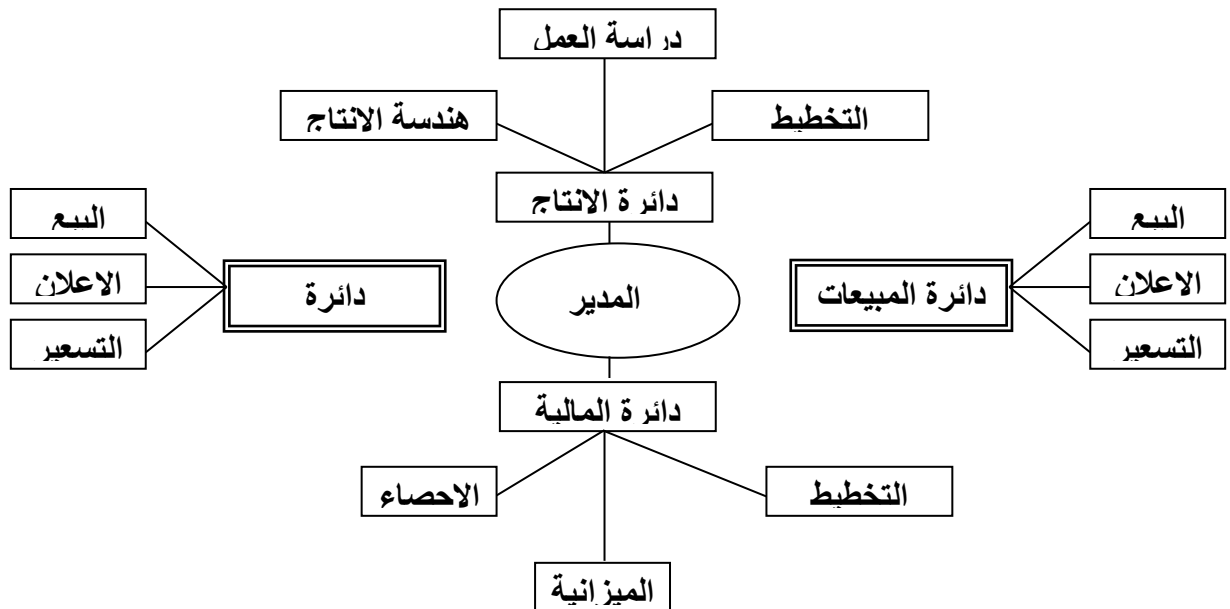 دراسة العمل
التخطيط
هندسة الانتاج
دائرة الانتاج
البيع
الاعلان
التسعير
دائرة المبيعات
المدير
دائرة
البيع
الاعلان
التسعير
دائرة المالية
التخطيط
الاحصاء
الميزانية